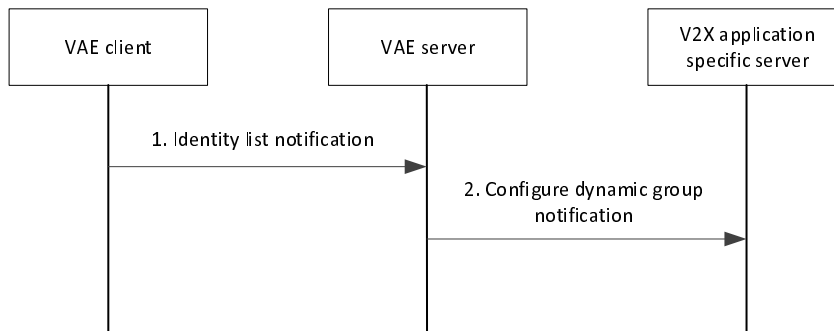 VAE client
VAE server
V2X application
specific server
1. Identity list notification
2. Configure dynamic group
notification